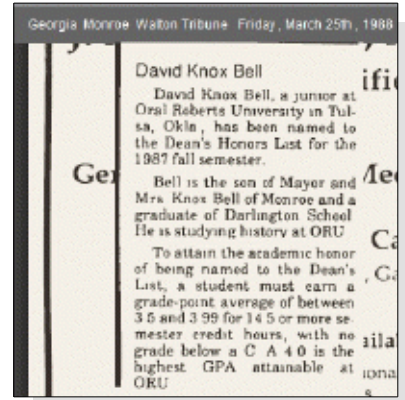 Georgia Monroe Walton Tribune Friday, March 25th, 1988
David Knox Bell
David Knox Bell, a junior at
Oral Roberts University in Tul-
sa, Okla, has been named to
the Dean's Honors List for the
1987 fall semester.
Bell is the son of Mayor and
Mrs Knox Bell of Monroe and a
graduate of Darlington School
He is studying history at ORU
To attain the academic honor
of being named to the Dean's
List, a student must earn a
grade-point average of between
3 5 and 3 99 for 14 5 or more se-
mester credit hours, with no
grade below a C A 4 0 is the
highest GPA attainable at
ORU